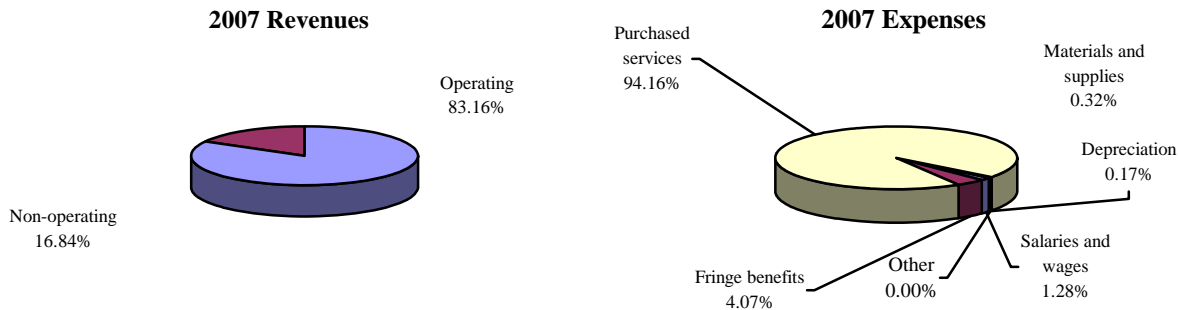 2007 Revenues
Operating
83.16%
Non-operating
16.84%
2007 Expenses
Purchased
services
94.16%
Materials and
supplies
0.32%
Depreciation
0.17%
Salaries and
wages
1.28%
Other
0.00%
Fringe benefits
4.07%